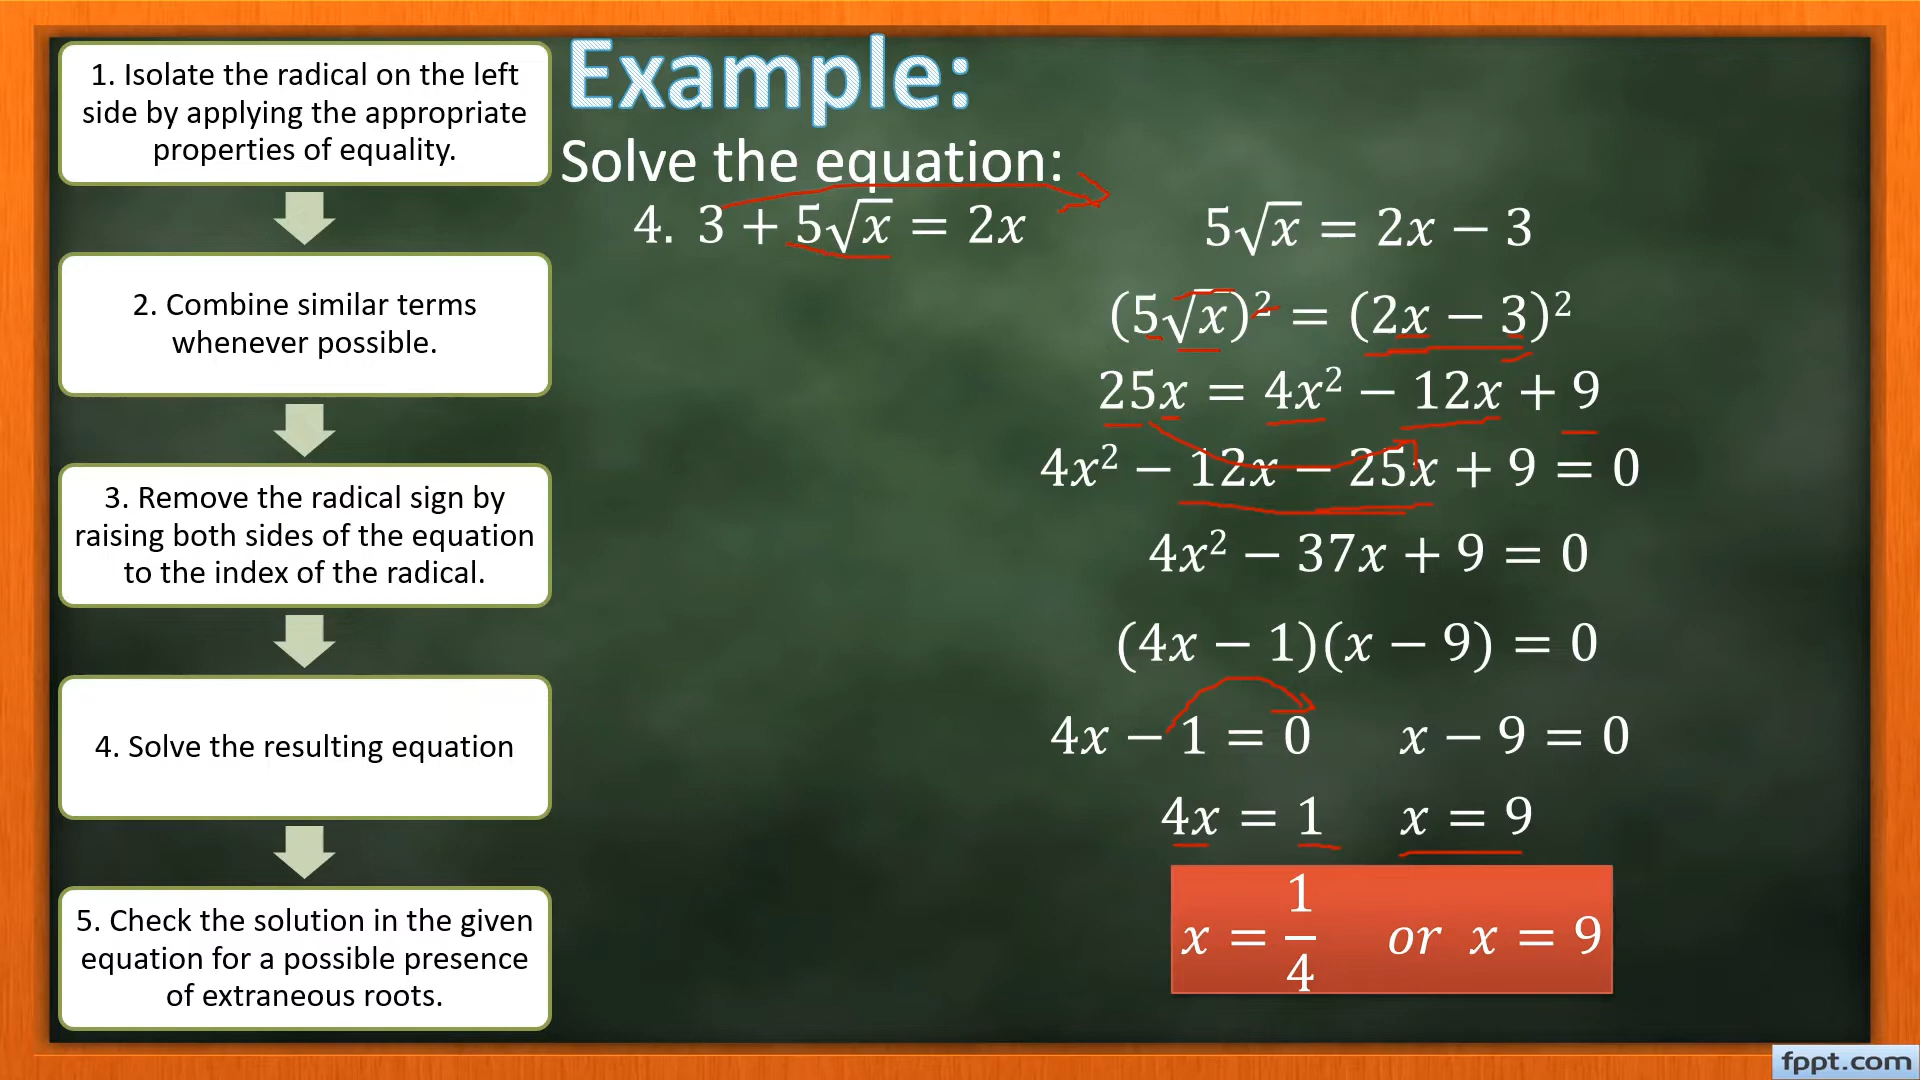 1. Isolate the radical on the left
side by applying the appropriate
properties of equality.
2. Combine similar terms
whenever possible.
3. Remove the radical sign by
raising both sides of the equation
to the index of the radical.
4. Solve the resulting equation
5. Check the solution in the given
equation for a possible presence
of extraneous roots.
Example:
Solve the equation:
4. 3 + 5√x = 2x
5√x = 2x − 3
(5√x)² = (2x − 3)²
25x = 4x² − 12x + 9
4x² − 12x − 25x + 9 = 0
4x² − 37x + 9 = 0
(4x − 1)(x − 9) = 0
4x − 1 = 0 x − 9 = 0
4x = 1 x = 9
x = 1/4 or x = 9
fppt.com